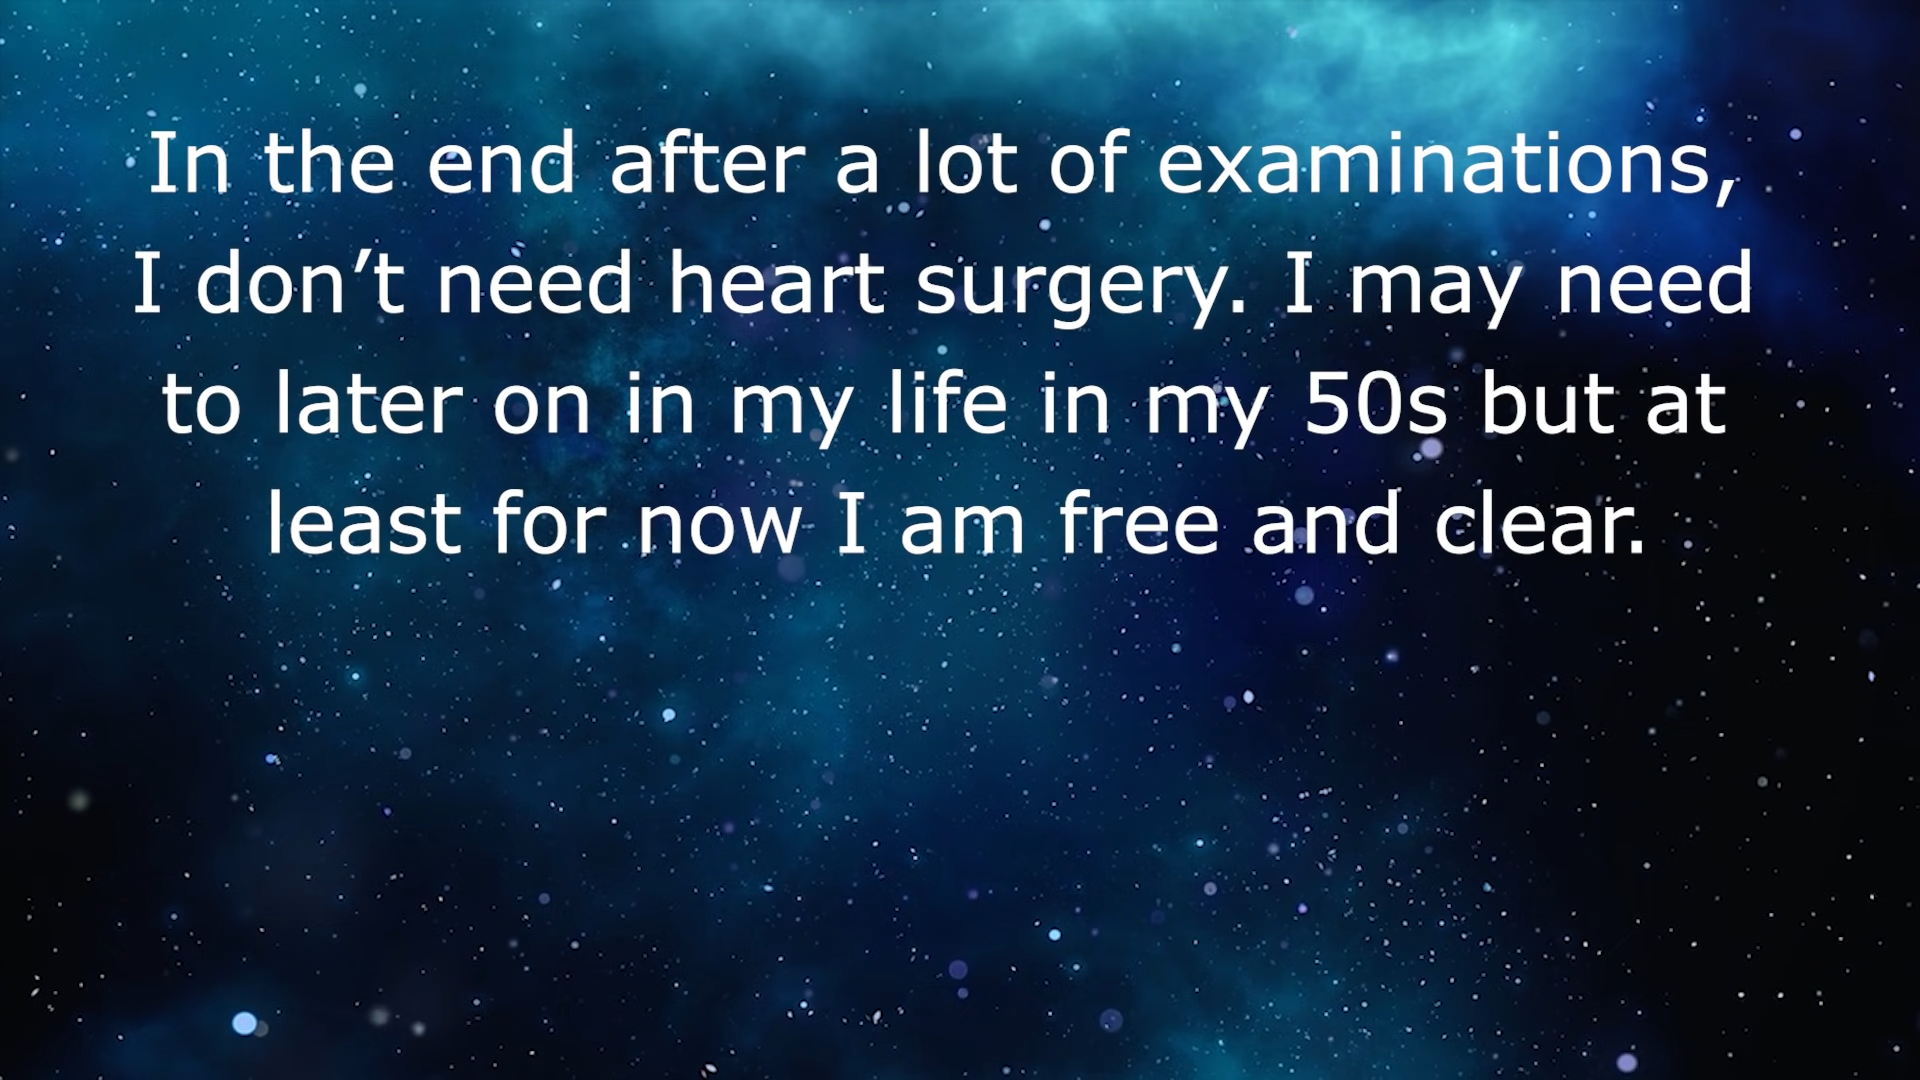 In the end after a lot of examinations,
I don’t need heart surgery. I may need
to later on in my life in my 50s but at
least for now I am free and clear.